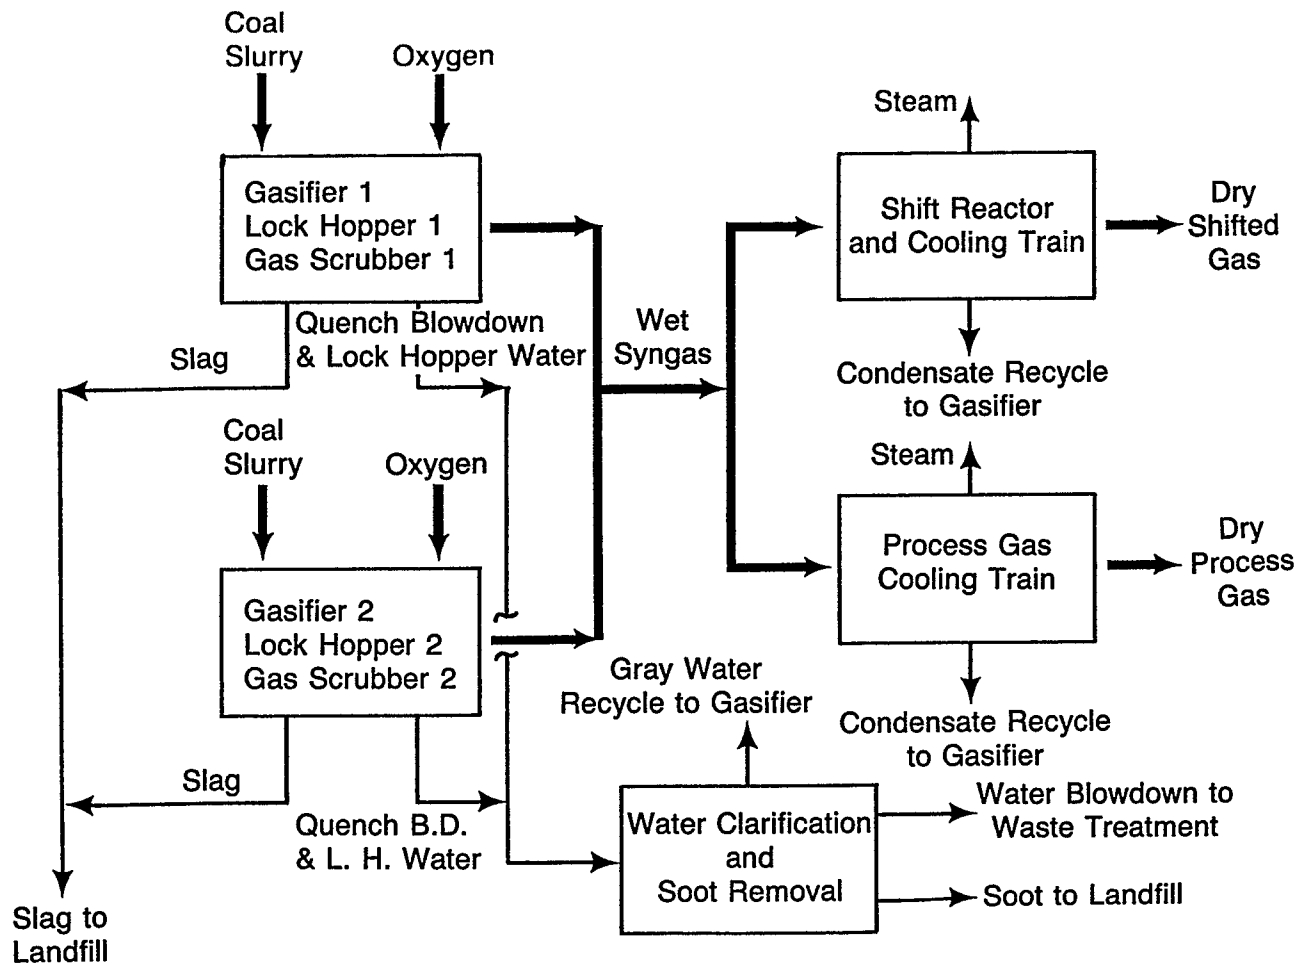 Coal
Slurry
Oxygen
Gasifier 1
Lock Hopper 1
Gas Scrubber 1
Quench Blowdown
& Lock Hopper Water
Slag
Wet
Syngas
Steam
Shift Reactor
and Cooling Train
Dry
Shifted
Gas
Condensate Recycle
to Gasifier
Coal
Slurry
Oxygen
Gasifier 2
Lock Hopper 2
Gas Scrubber 2
Steam
Process Gas
Cooling Train
Dry
Process
Gas
Condensate Recycle
to Gasifier
Gray Water
Recycle to Gasifier
Slag
Quench B.D.
& L. H. Water
Water Clarification
and
Soot Removal
Water Blowdown to
Waste Treatment
Soot to Landfill
Slag to
Landfill